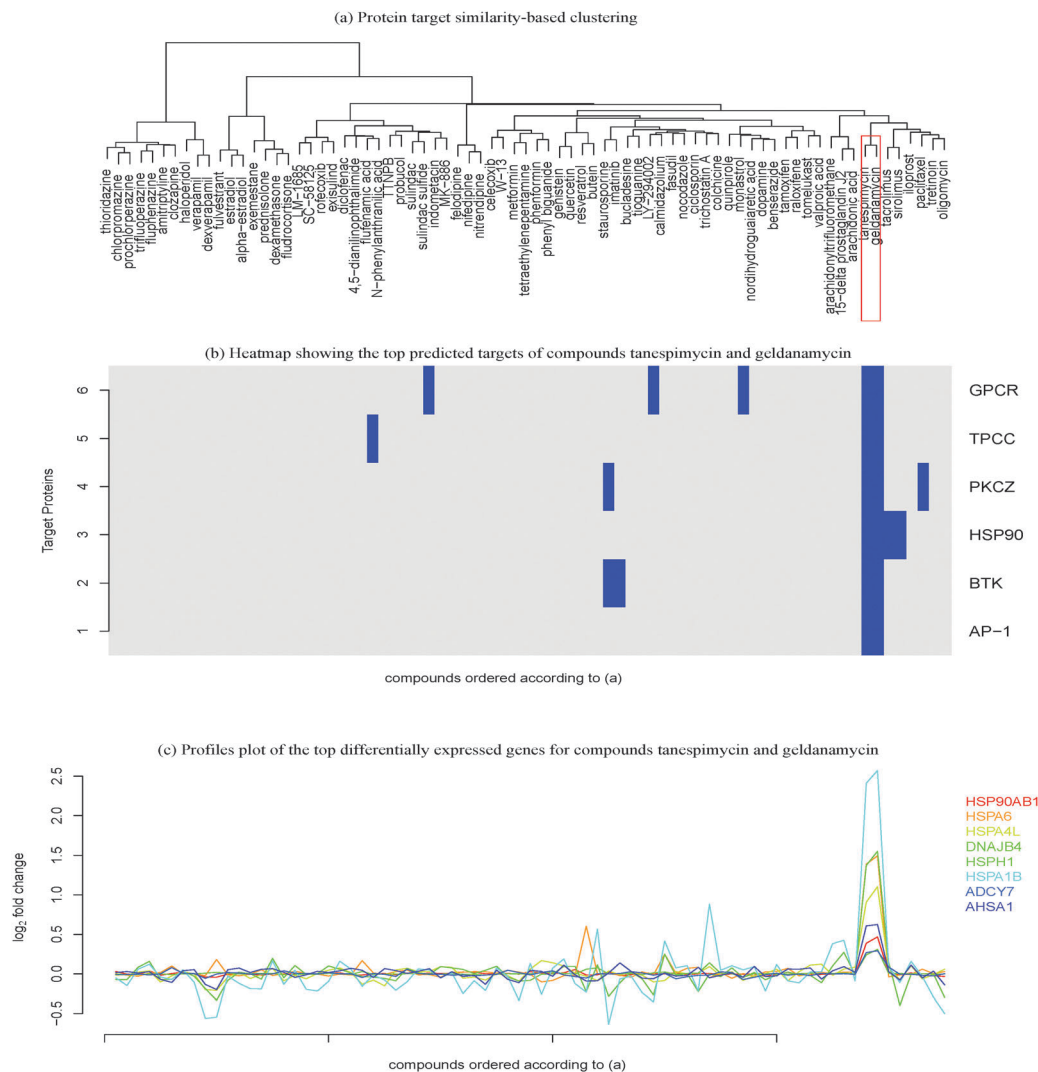 (a) Protein target similarity-based clustering
thioridazine
chlorpromazine
prochlorperazine
trifluoperazine
fluphenazine
amitriptyline
clozapine
haloperidol
verapamil
dexverapamil
fulvestrant
estradiol
alpha-estradiol
exemestane
prednisolone
dexamethasone
fludrocortisone
LM-1685
SC-58125
rofecoxib
exisulind
diclofenac
4,5-dianilinophthalimide
flufenamic acid
N-phenylanthranilic acid
TTNPB
probucol
sulindac
sulindac sulfide
indometacin
MK-886
felodipine
nifedipine
nitrendipine
celecoxib
W-13
metformin
tetraethylenepentamine
phenformin
phenyl biguanide
genistein
quercetin
resveratrol
butein
staurosporine
imatinib
bucladesine
tioguanine
LY-294002
calmidazolium
fasudil
nocodazole
ciclosporin
colchicine
trichostatin A
quinpirole
monastrol
nordihydroguaiaretic acid
dopamine
benserazide
tamoxifen
raloxifene
tomelukast
valproic acid
arachidonyltrifluoromethane
15-delta prostaglandin J2
arachidonic acid
tanespimycin
geldanamycin
tacrolimus
sirolimus
iloprost
paclitaxel
tretinoin
oligomycin
(b) Heatmap showing the top predicted targets of compounds tanespimycin and geldanamycin
Target Proteins
6
5
4
3
2
1
GPCR
TPCC
PKCZ
HSP90
BTK
AP-1
compounds ordered according to (a)
(c) Profiles plot of the top differentially expressed genes for compounds tanespimycin and geldanamycin
log2 fold change
2.5
2.0
1.5
1.0
0.5
0.0
-0.5
HSP90AB1
HSPA6
HSPA4L
DNAJB4
HSPH1
HSPA1B
ADCY7
AHSA1
compounds ordered according to (a)